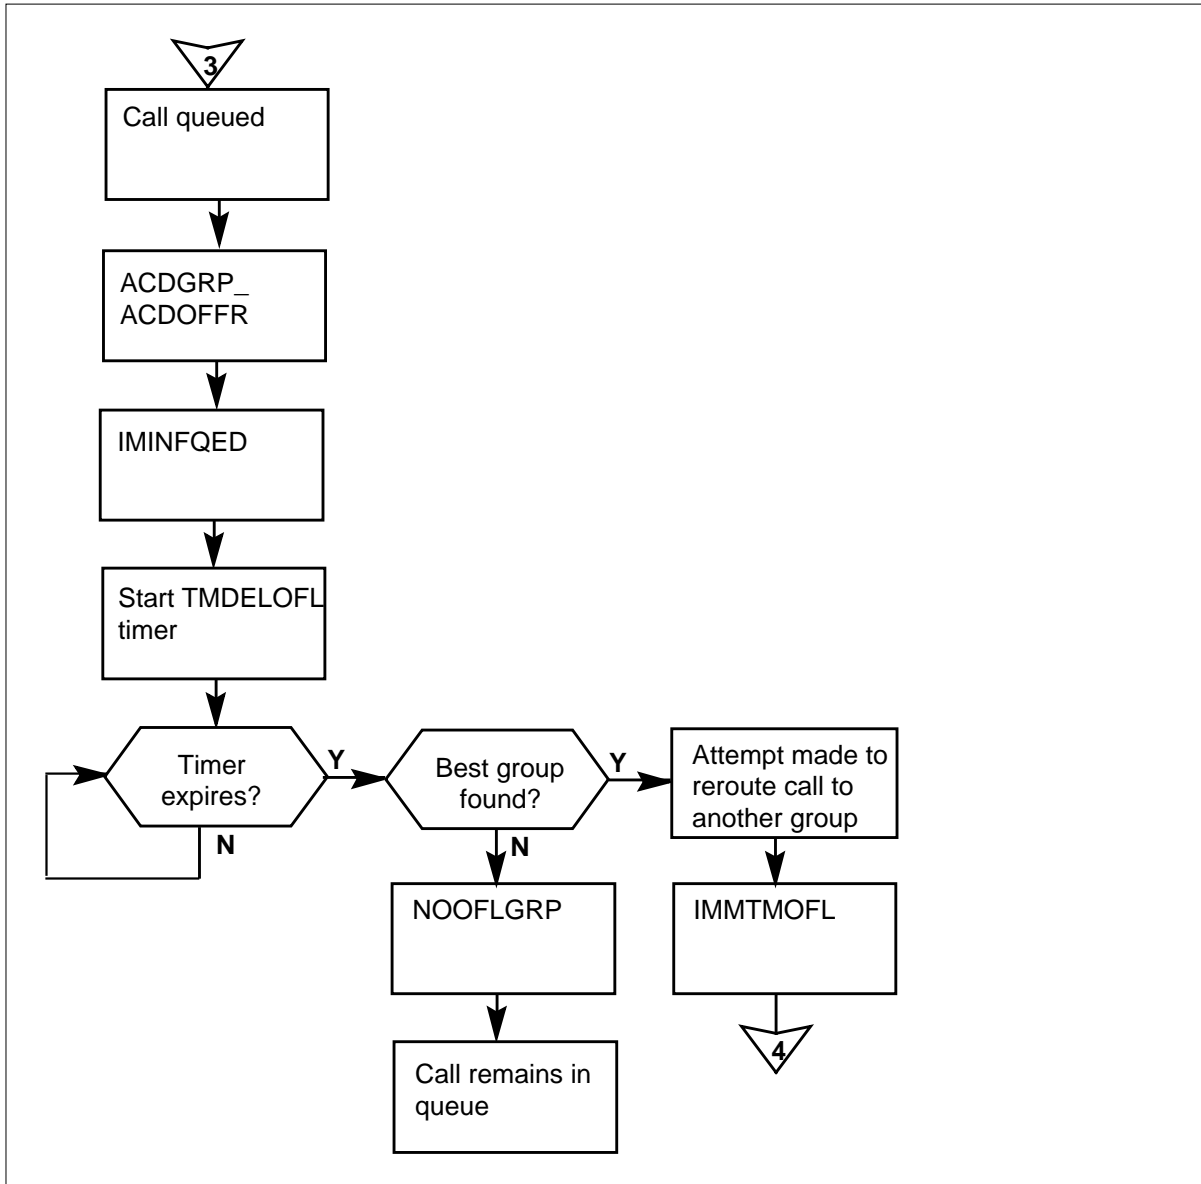 3
Call queued
ACDGRP_
ACDOFFR
IMINFQED
Start TMDELOFL
timer
Timer
expires?
Y
N
Best group
found?
Y
N
Attempt made to
reroute call to
another group
NOOFLGRP
IMMTMOFL
Call remains in
queue
4